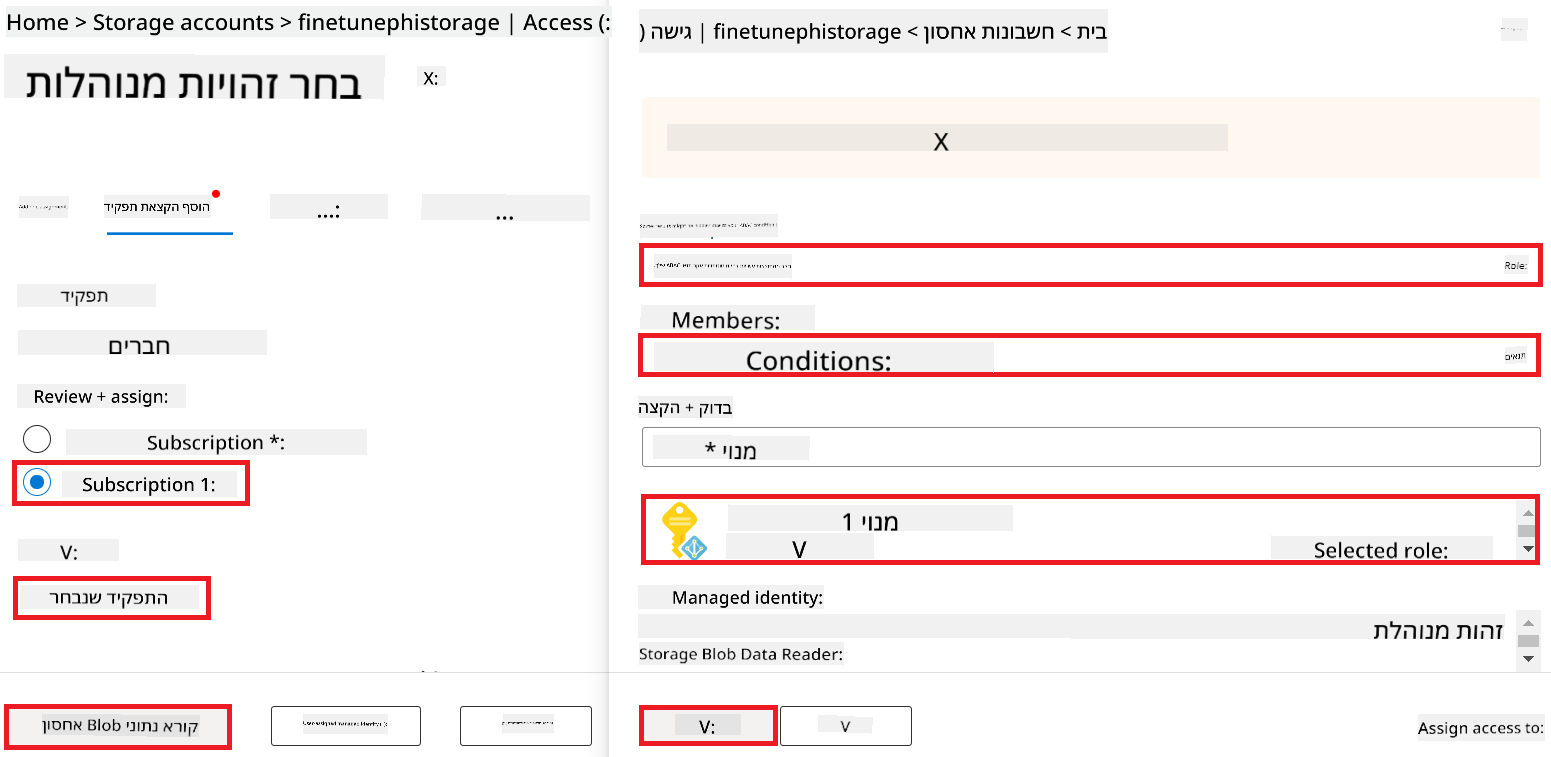 Home > Storage accounts > finetunephistorage | Access (:
בחר זהויות מנוהלות
X:
הוסף הקצאת תפקיד
...:
...
תפקיד
חברים
Review + assign:
Subscription *:
Subscription 1:
V:
התפקיד שנבחר
קורא נתוני Blob אחסון
בית > חשבונות אחסון > finetunephistorage | גישה (
X
Role:
Members:
Conditions:
תנאים
בדוק + הקצה
מנוי *
מנוי 1
V
Selected role:
Managed identity:
זהות מנוהלת
Storage Blob Data Reader:
V:
V
Assign access to: